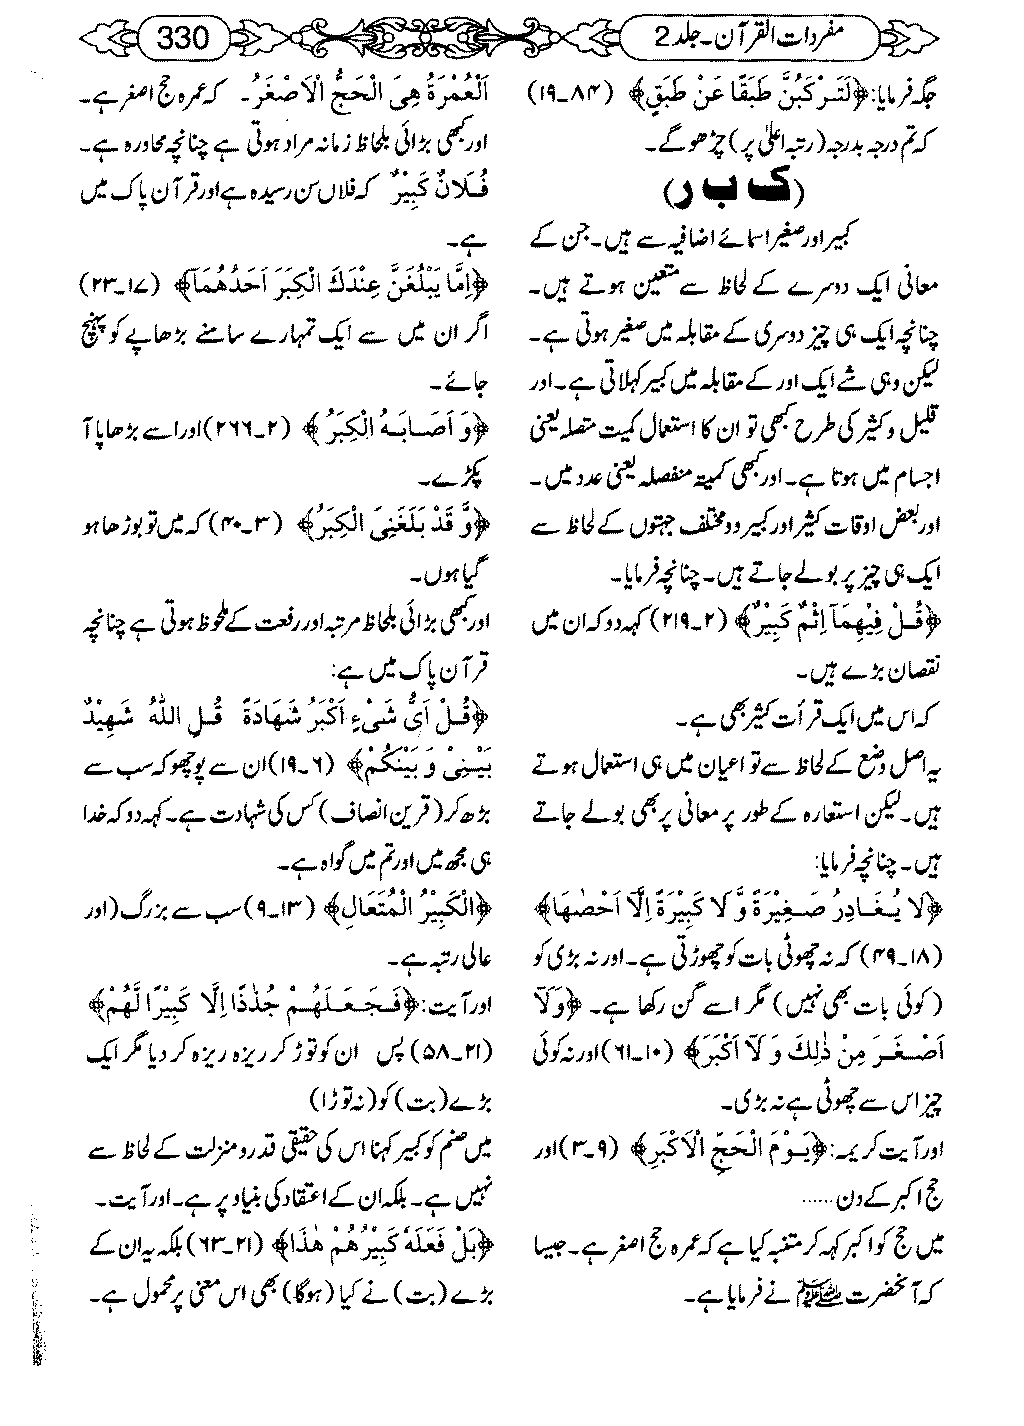 مفردات القرآن۔جلد 2
330
جگہ فرمایا: ﴿لَتَرْكَبُنَّ طَبَقًا عَنْ طَبَقٍ﴾ (۸۴۔۱۹)
کہ تم درجہ بدرجہ (رتبہ اعلیٰ پر) چڑھو گے۔
(ک ب ر)
کبیر اور صغیر اسمائے اضافیہ سے ہیں۔ جن کے
معانی ایک دوسرے کے لحاظ سے متعین ہوتے ہیں۔
چنانچہ ایک ہی چیز دوسری کے مقابلہ میں صغیر ہوتی ہے۔
لیکن وہی شے ایک اور کے مقابلہ میں کبیر کہلاتی ہے۔ اور
قلیل و کثیر کی طرح کبھی تو ان کا استعمال کمیت متصلہ یعنی
اجسام میں ہوتا ہے۔ اور کبھی کمیۃ منفصلہ یعنی عدد میں۔
اور بعض اوقات کثیر اور کبیر دو مختلف جہتوں کے لحاظ سے
ایک ہی چیز پر بولے جاتے ہیں۔ چنانچہ فرمایا۔
﴿قُلْ فِيْهِمَآ اِثْمٌ كَبِيْرٌ﴾ (۲۔۲۱۹) کہہ دو کہ ان میں
نقصان بڑے ہیں۔
کہ اس میں ایک قرأت کثیر بھی ہے۔
یہ اصل وضع کے لحاظ سے تو اعیان میں ہی استعمال ہوتے
ہیں۔ لیکن استعارہ کے طور پر معانی پر بھی بولے جاتے
ہیں۔ چنانچہ فرمایا:
﴿لَا يُغَادِرُ صَغِيْرَةً وَّلَا كَبِيْرَةً اِلَّآ اَحْصٰهَا﴾
(۱۸۔۴۹) کہ نہ چھوٹی بات کو چھوڑتی ہے۔ اور نہ بڑی کو
(کوئی بات بھی نہیں) مگر اسے گن رکھا ہے۔ ﴿وَلَآ
اَصْغَرَ مِنْ ذٰلِكَ وَلَآ اَكْبَرَ﴾ (۱۰۔۶۱) اور نہ کوئی
چیز اس سے چھوٹی ہے نہ بڑی۔
اور آیت کریمہ: ﴿يَوْمَ الْحَجِّ الْاَكْبَرِ﴾ (۹۔۳) اور
حج اکبر کے دن......
میں حج کو اکبر کہہ کر متنبہ کیا ہے کہ عمرہ حج اصغر ہے۔ جیسا
کہ آنحضرت ﷺ نے فرمایا ہے۔
اَلْعُمْرَةُ هِىَ الْحَجُّ الْاَصْغَرُ۔ کہ عمرہ حج اصغر ہے۔
اور کبھی بڑائی بلحاظ زمانہ مراد ہوتی ہے چنانچہ محاورہ ہے۔
فُلَانٌ كَبِيْرٌ کہ فلاں سن رسیدہ ہے اور قرآن پاک میں
ہے۔
﴿اِمَّا يَبْلُغَنَّ عِنْدَكَ الْكِبَرَ اَحَدُهُمَآ﴾ (۱۷۔۲۳)
اگر ان میں سے ایک تمہارے سامنے بڑھاپے کو پہنچ
جائے۔
﴿وَ اَصَابَهُ الْكِبَرُ﴾ (۲۔۲۶۶) اور اسے بڑھاپا آ
پکڑے۔
﴿وَّ قَدْ بَلَغَنِىَ الْكِبَرُ﴾ (۳۔۴۰) کہ میں تو بوڑھا ہو
گیا ہوں۔
اور کبھی بڑائی بلحاظ مرتبہ اور رفعت کے ملحوظ ہوتی ہے چنانچہ
قرآن پاک میں ہے:
﴿قُلْ اَىُّ شَىْءٍ اَكْبَرُ شَهَادَةً قُلِ اللّٰهُ شَهِيْدٌ
بَيْنِىْ وَ بَيْنَكُمْ﴾ (۶۔۱۹) ان سے پوچھو کہ سب سے
بڑھ کر (قرین انصاف) کس کی شہادت ہے۔ کہہ دو کہ خدا
ہی مجھ میں اور تم میں گواہ ہے۔
﴿الْكَبِيْرُ الْمُتَعَالِ﴾ (۱۳۔۹) سب سے بزرگ (اور
عالی رتبہ ہے۔
اور آیت: ﴿فَجَعَلَهُمْ جُذٰذًا اِلَّا كَبِيْرًا لَّهُمْ﴾
(۲۱۔۵۸) پس ان کو توڑ کر ریزہ ریزہ کر دیا مگر ایک
بڑے (بت) کو (نہ توڑا)
میں صنم کو کبیر کہنا اس کی حقیقی قدر و منزلت کے لحاظ سے
نہیں ہے۔ بلکہ ان کے اعتقاد کی بنیاد پر ہے۔ اور آیت۔
﴿بَلْ فَعَلَهٗ كَبِيْرُهُمْ هٰذَا﴾ (۲۱۔۶۳) بلکہ یہ ان کے
بڑے (بت) نے کیا (ہوگا) بھی اس معنی پر محمول ہے۔